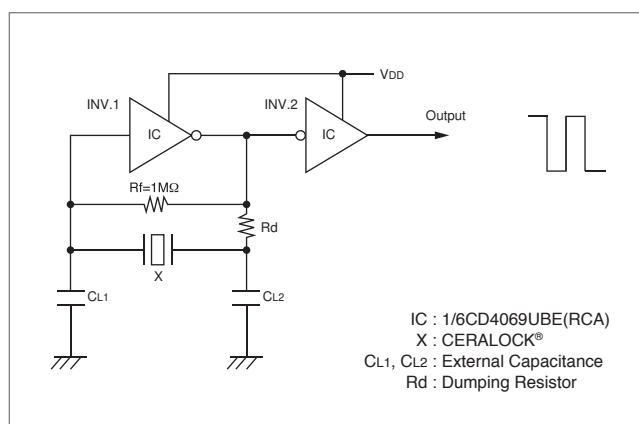 VDD
INV.1
INV.2
Output
IC
IC
Rf=1MΩ
Rd
X
CL1
CL2
IC : 1/6CD4069UBE(RCA)
X : CERALOCK®
CL1, CL2 : External Capacitance
Rd : Dumping Resistor